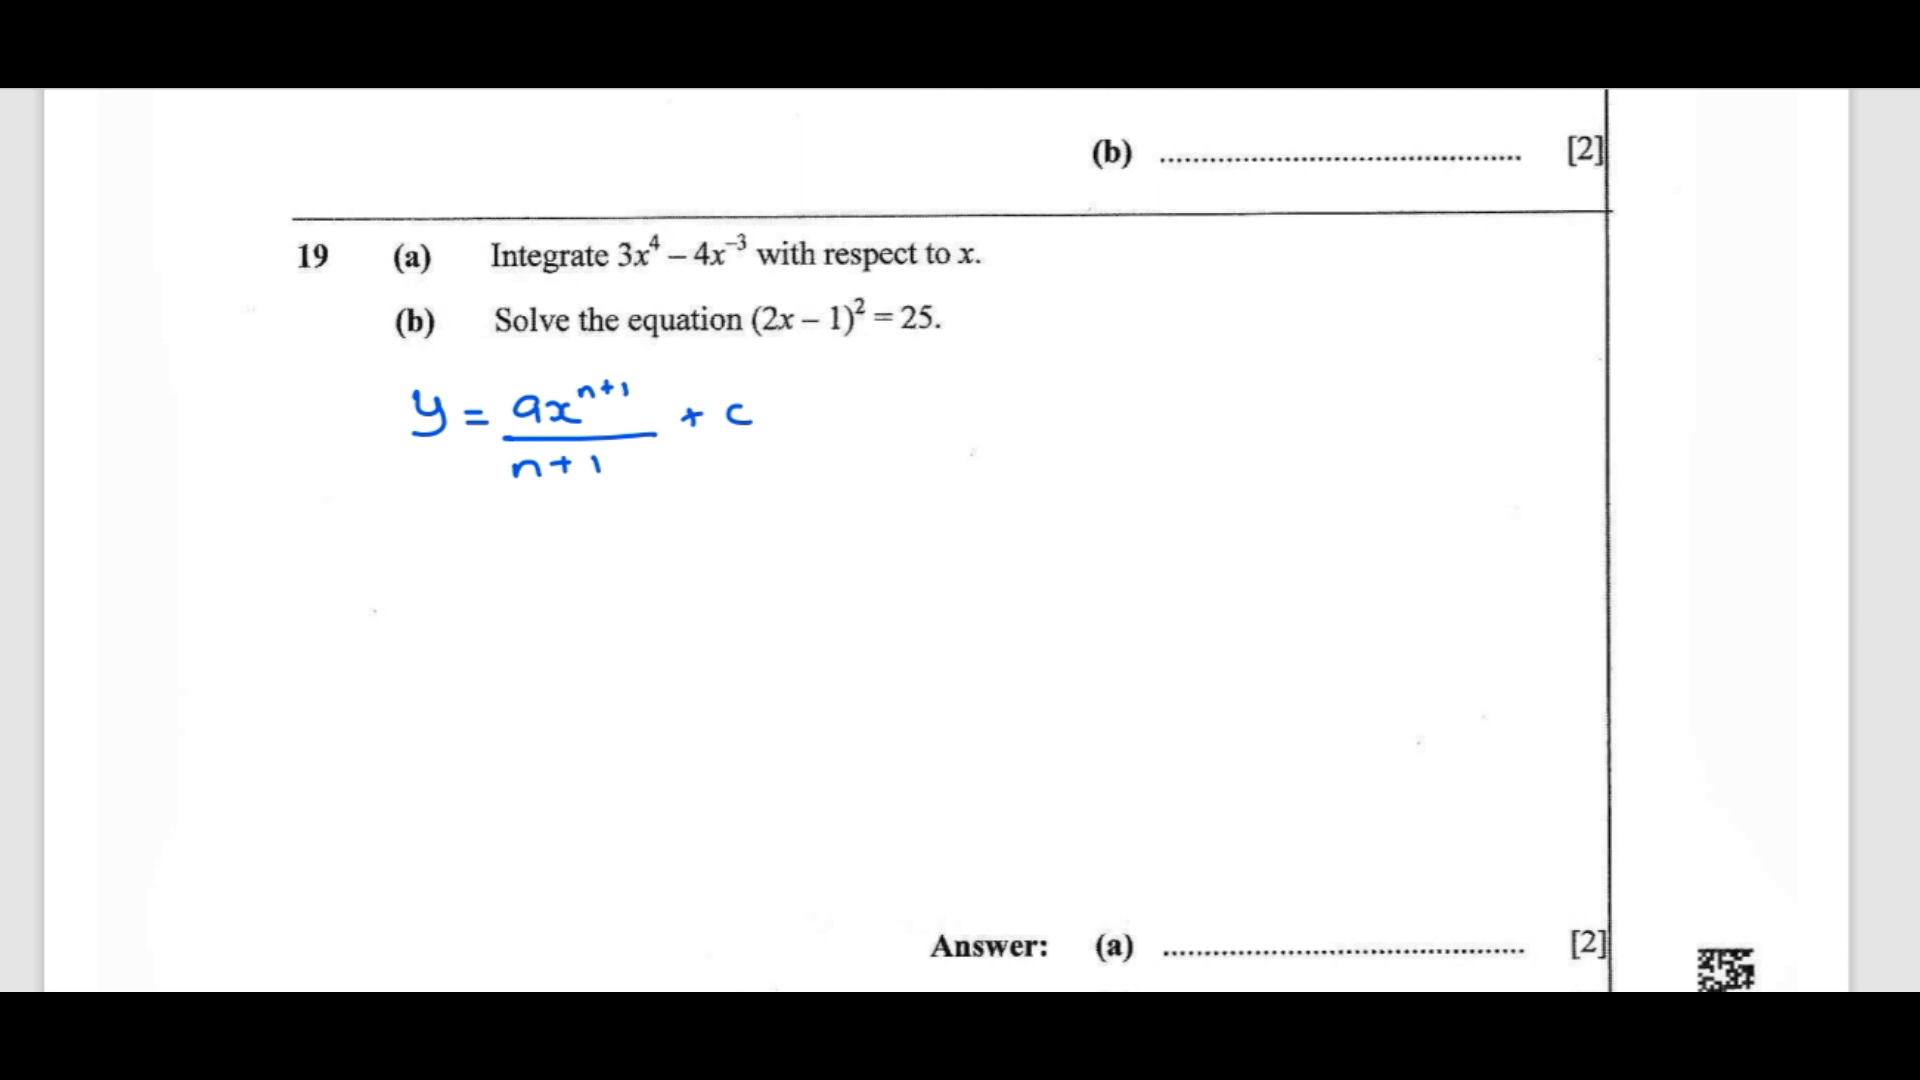 (b) ............................................ [2]
19 (a) Integrate 3x⁴ – 4x⁻³ with respect to x.
(b) Solve the equation (2x – 1)² = 25.
y = ax^{n+1} + c
n+1
Answer: (a) ............................................ [2]